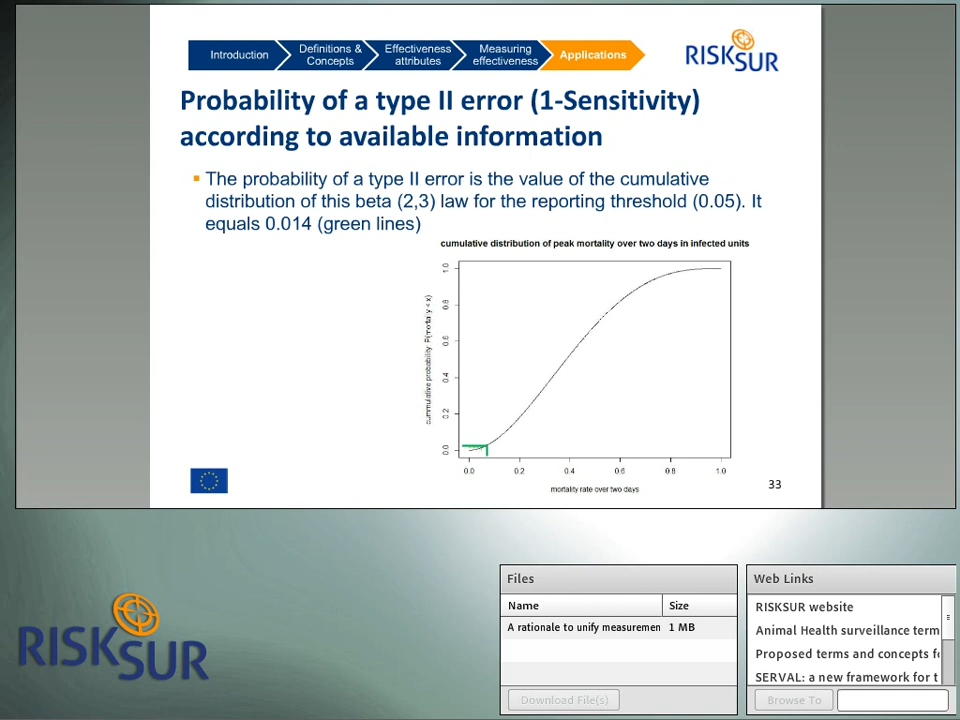 Introduction
Definitions &
Concepts
Effectiveness
attributes
Measuring
effectiveness
Applications
RISKSUR
Probability of a type II error (1-Sensitivity)
according to available information
The probability of a type II error is the value of the cumulative
distribution of this beta (2,3) law for the reporting threshold (0.05). It
equals 0.014 (green lines)
cumulative distribution of peak mortality over two days in infected units
1.0
0.8
0.6
0.4
0.2
0.0
0.0 0.2 0.4 0.6 0.8 1.0
mortality rate over two days
33
RISKSUR
Files
Name Size
A rationale to unify measuremen 1 MB
Download File(s)
Web Links
RISKSUR website
Animal Health surveillance term
Proposed terms and concepts fo
SERVAL: a new framework for t
Browse To